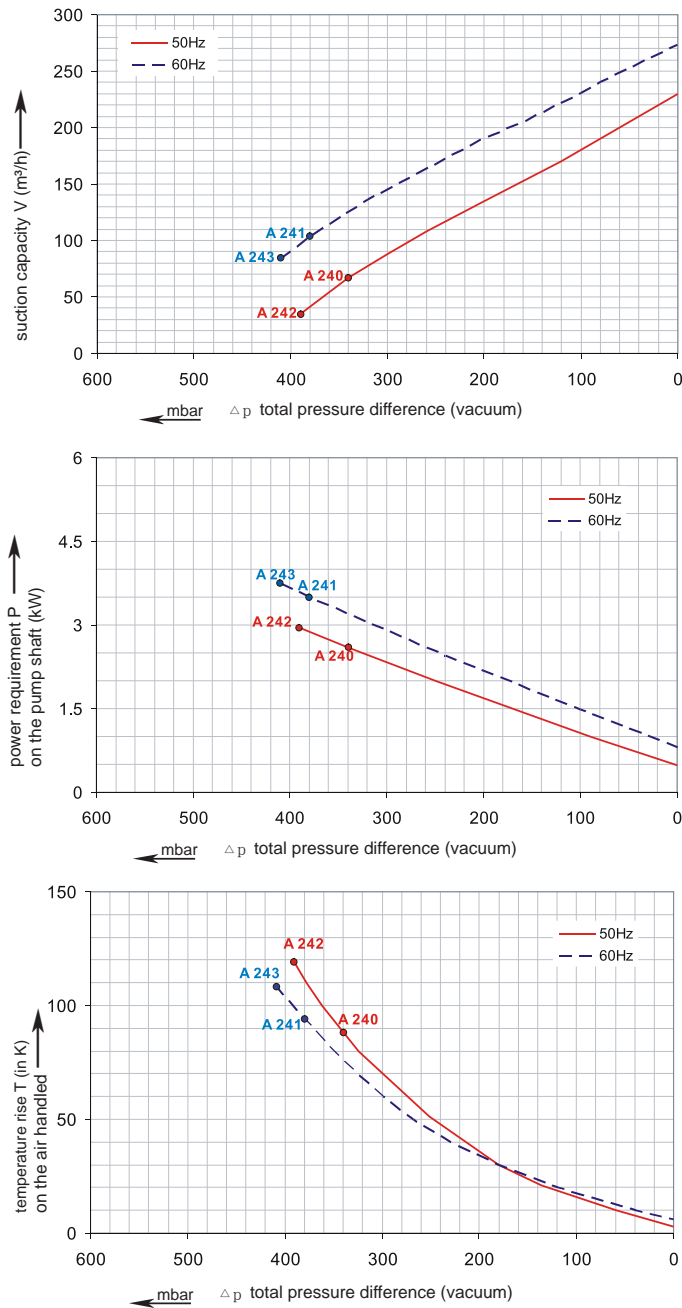 300
250
200
150
100
50
0
suction capacity V (m³/h)
50Hz
60Hz
A 241
A 243
A 240
A 242
600 500 400 300 200 100 0
mbar △p total pressure difference (vacuum)
6
4.5
3
1.5
0
power requirement P
on the pump shaft (kW)
50Hz
60Hz
A 243
A 241
A 242
A 240
600 500 400 300 200 100 0
mbar △p total pressure difference (vacuum)
150
100
50
0
temperature rise T (in K)
on the air handled
50Hz
60Hz
A 242
A 243
A 241
A 240
600 500 400 300 200 100 0
mbar △p total pressure difference (vacuum)